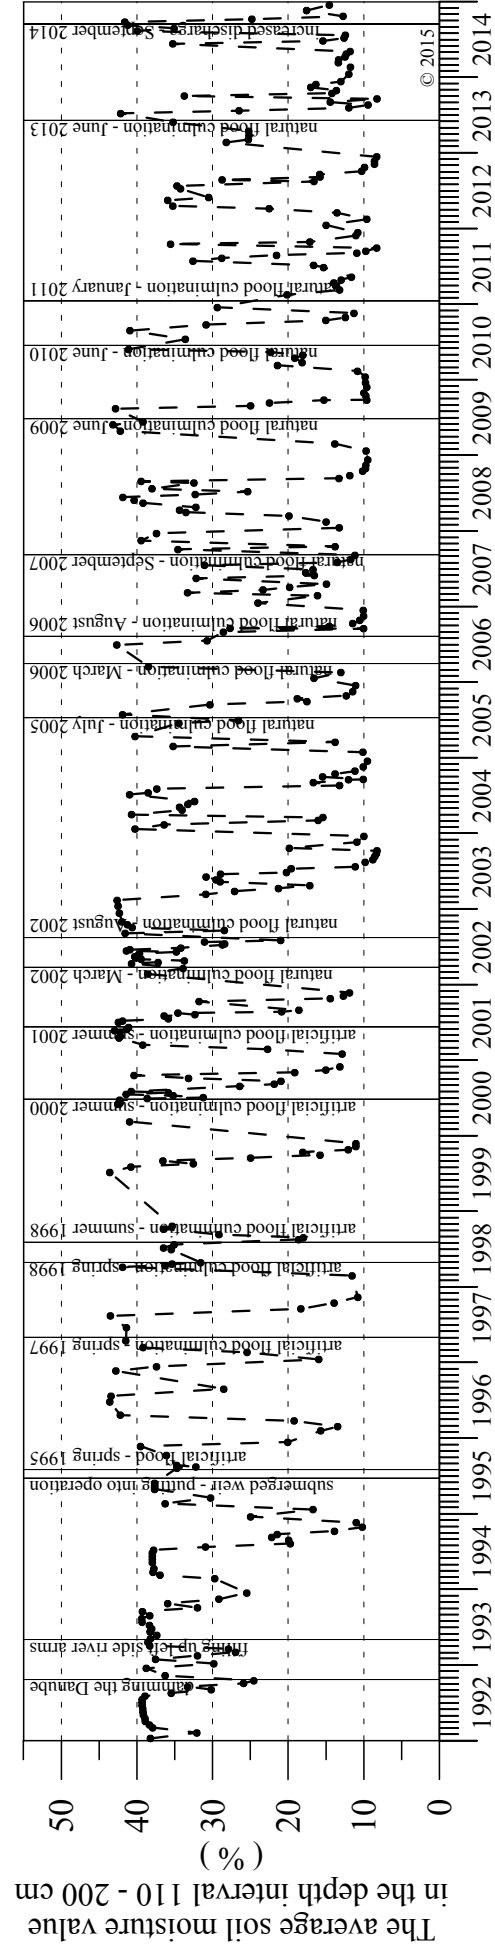 The average soil moisture value
in the depth interval 110 - 200 cm
( % )
50
40
30
20
10
0
damming the Danube
filling up left side river arms
submerged weir - putting into operation
artificial flood - spring 1995
artificial flood culmination - spring 1997
artificial flood culmination - spring 1998
artificial flood culmination - summer 1998
artificial flood culmination - summer 2000
artificial flood culmination - summer 2001
natural flood culmination - March 2002
natural flood culmination - August 2002
natural flood culmination - July 2005
natural flood culmination - March 2006
natural flood culmination - August 2006
natural flood culmination - September 2007
natural flood culmination - June 2009
natural flood culmination - June 2010
natural flood culmination - January 2011
natural flood culmination - June 2013
Increased discharge - September 2014
© 2015
1992 1993 1994 1995 1996 1997 1998 1999 2000 2001 2002 2003 2004 2005 2006 2007 2008 2009 2010 2011 2012 2013 2014